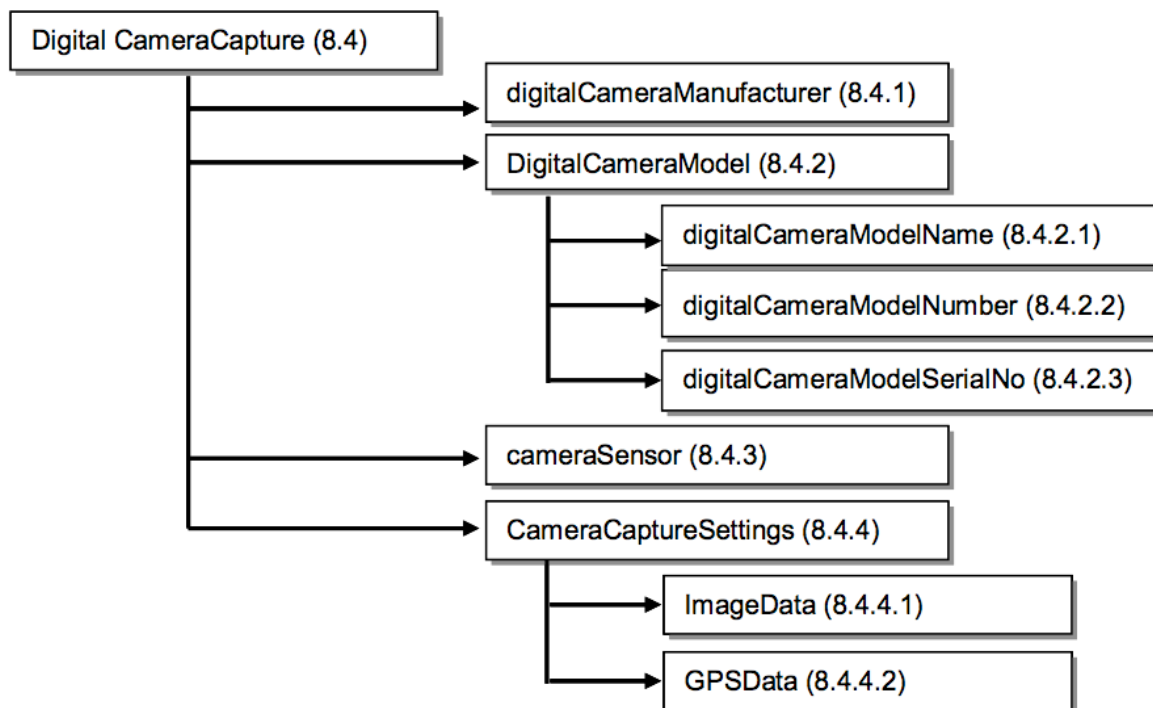 Digital CameraCapture (8.4)
digitalCameraManufacturer (8.4.1)
DigitalCameraModel (8.4.2)
digitalCameraModelName (8.4.2.1)
digitalCameraModelNumber (8.4.2.2)
digitalCameraModelSerialNo (8.4.2.3)
cameraSensor (8.4.3)
CameraCaptureSettings (8.4.4)
ImageData (8.4.4.1)
GPSData (8.4.4.2)